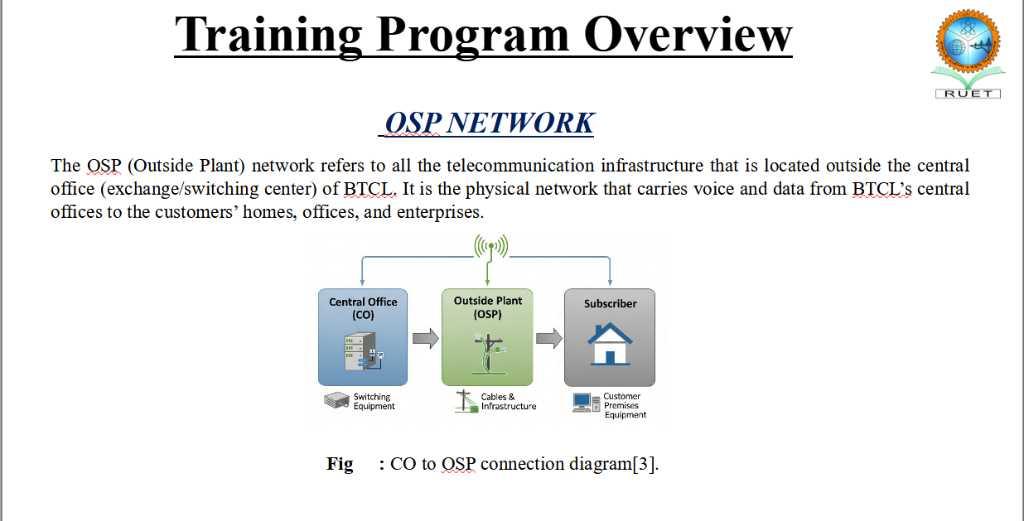 Training Program Overview
RUET
OSP NETWORK
The OSP (Outside Plant) network refers to all the telecommunication infrastructure that is located outside the central
office (exchange/switching center) of BTCL. It is the physical network that carries voice and data from BTCL's central
offices to the customers' homes, offices, and enterprises.
Central Office
(CO)
Outside Plant
(OSP)
Subscriber
Switching
Equipment
Cables &
Infrastructure
Customer
Premises
Equipment
Fig : CO to OSP connection diagram[3].